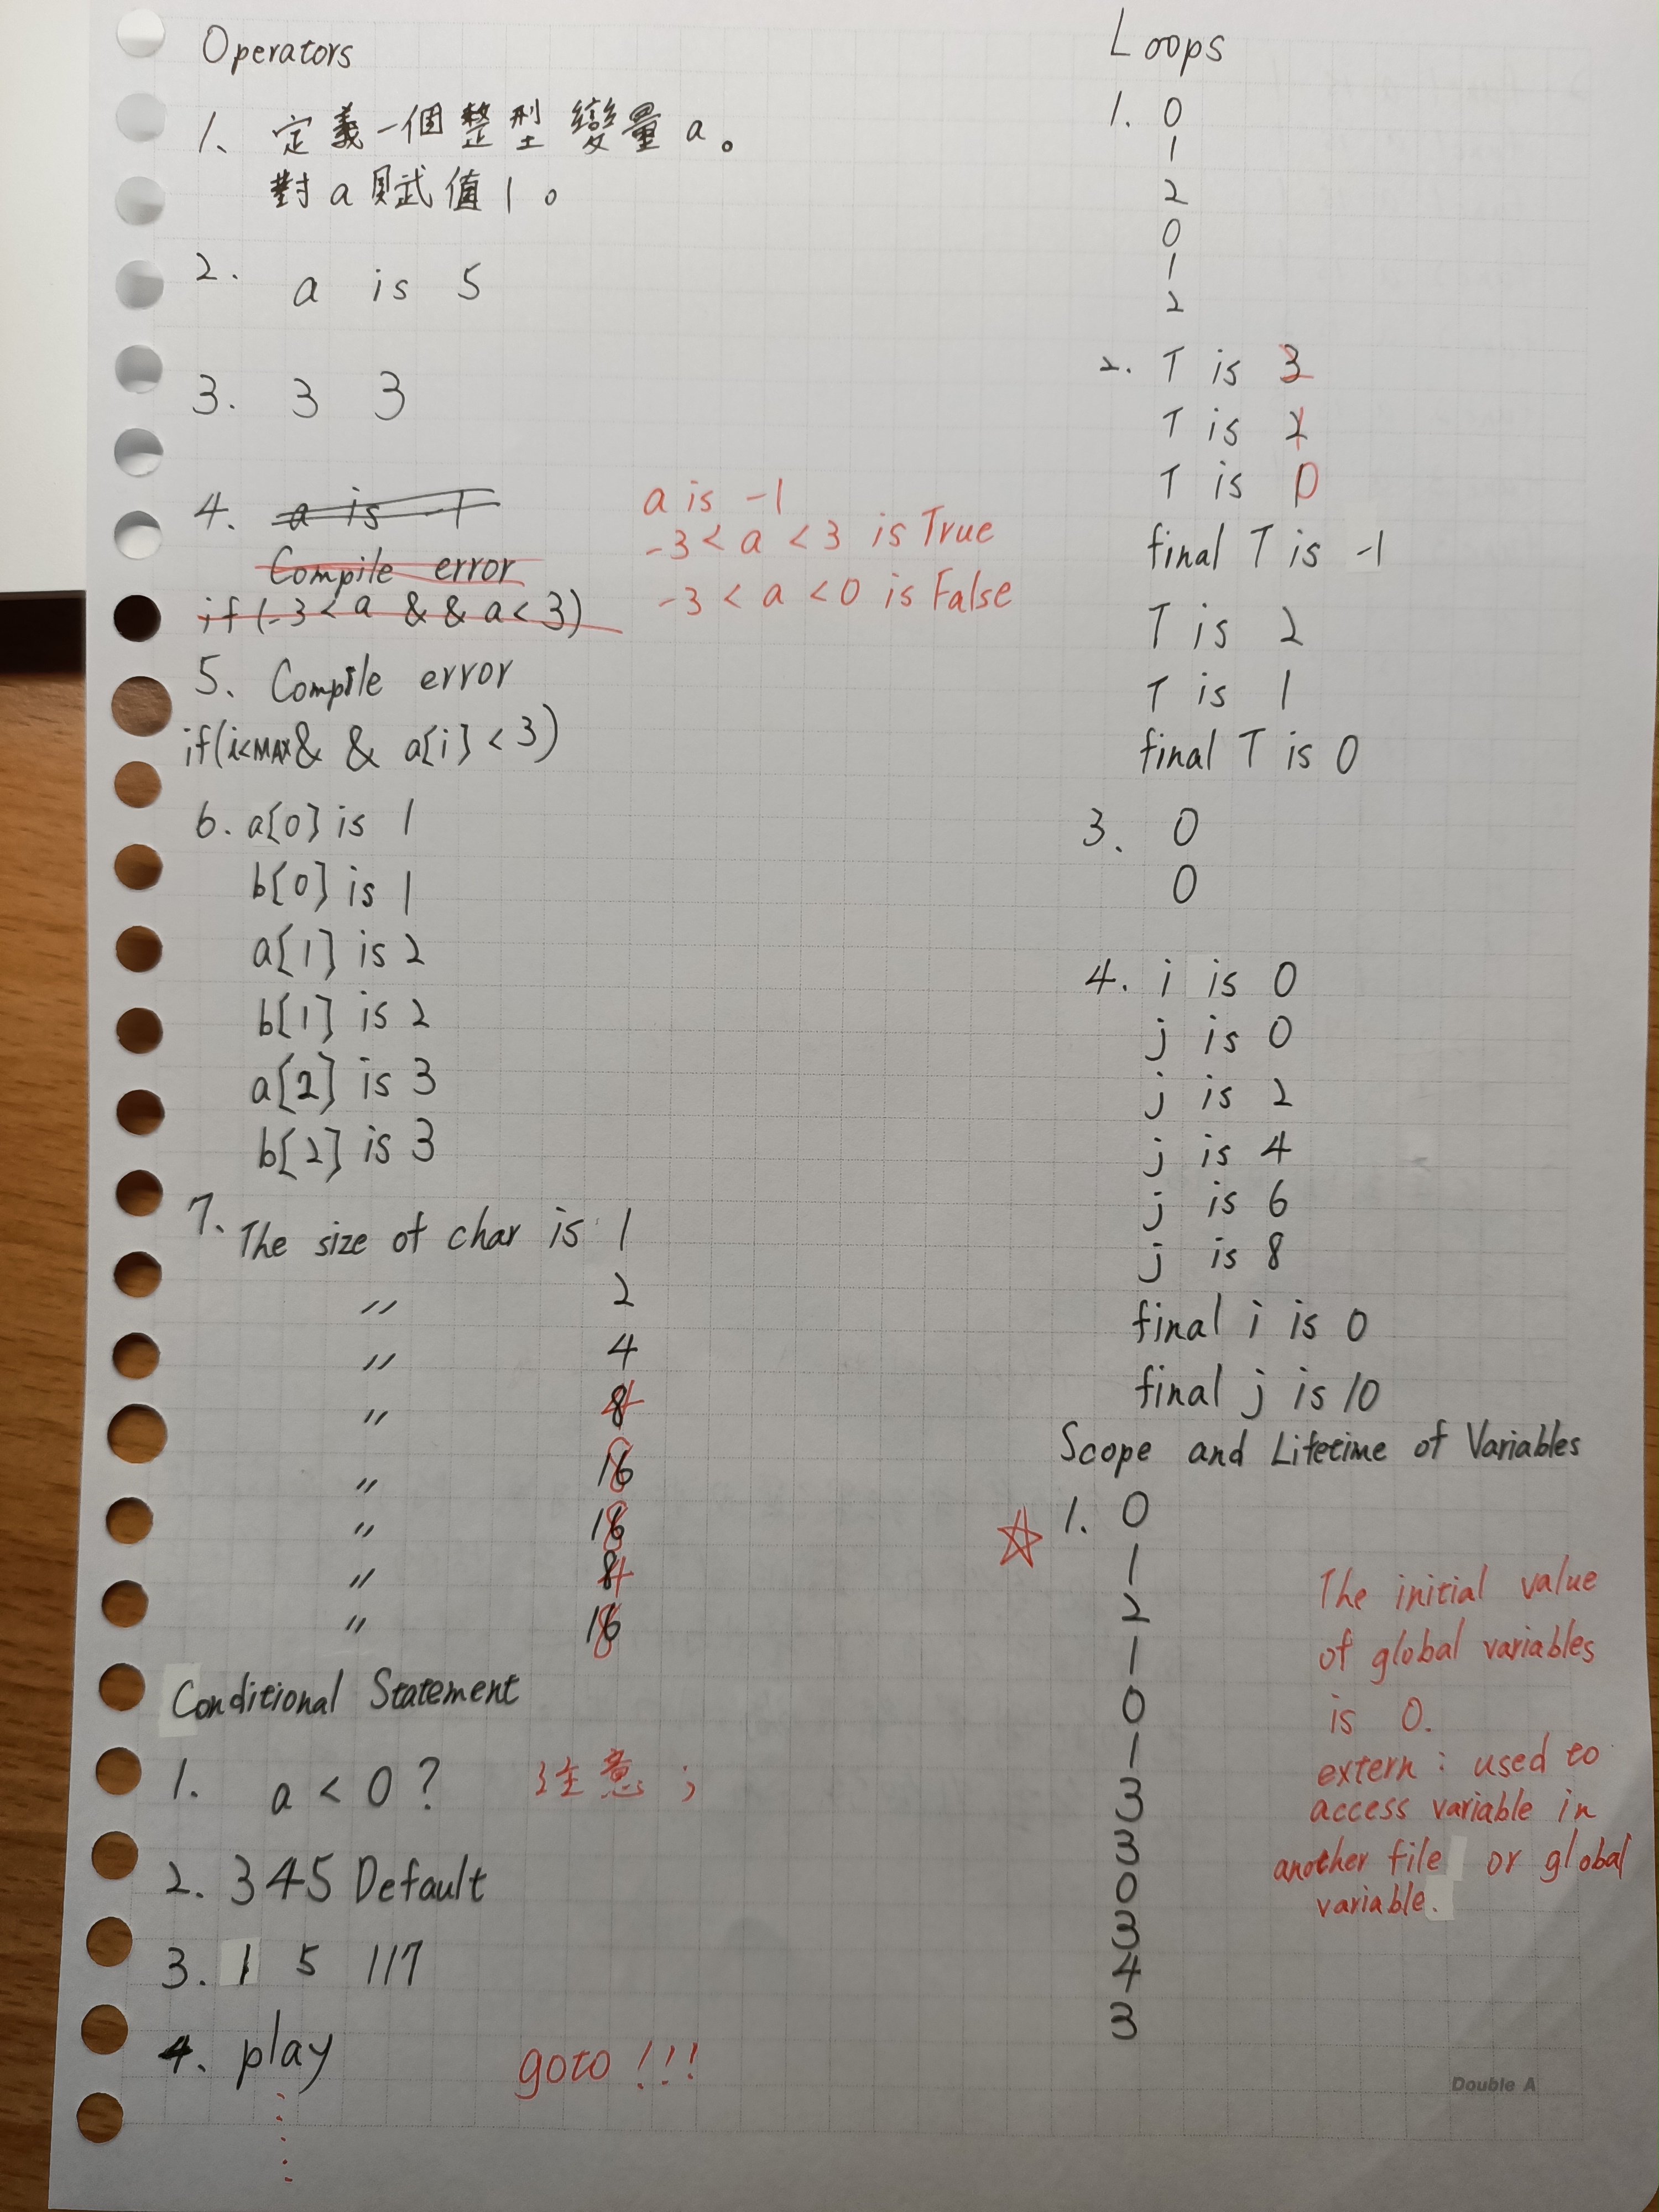 Operators
1、定義一個整型變量a。
對a賦值1。
2. a is 5
3. 3 3
4. a is -1
Compile error
if(-3<a && a<3)
a is -1
-3<a<3 is True
-3<a<0 is False
5、Compile error
if(i<MAX&& a[i]<3)
6. a[0] is 1
b[0] is 1
a[1] is 2
b[1] is 2
a[2] is 3
b[2] is 3
7、The size of char is 1
〃 2
〃 4
〃 4
〃 8
〃 8
〃 4
〃 8
Conditional Statement
1. a<0? 注意;
2. 345 Default
3. 1 5 117
4. play goto!!!
Loops
1. 0
1
2
0
1
2
2. T is
T is
T is
final T is -1
T is 2
T is 1
final T is 0
3. 0
0
4. i is 0
j is 0
j is 2
j is 4
j is 6
j is 8
final i is 0
final j is 10
Scope and Lifetime of Variables
1. 0
1
2
1
0
1
3
3
0
3
4
3
The initial value
of global variables
is 0.
extern: used to
access variable in
another file or global
variable.
Double A